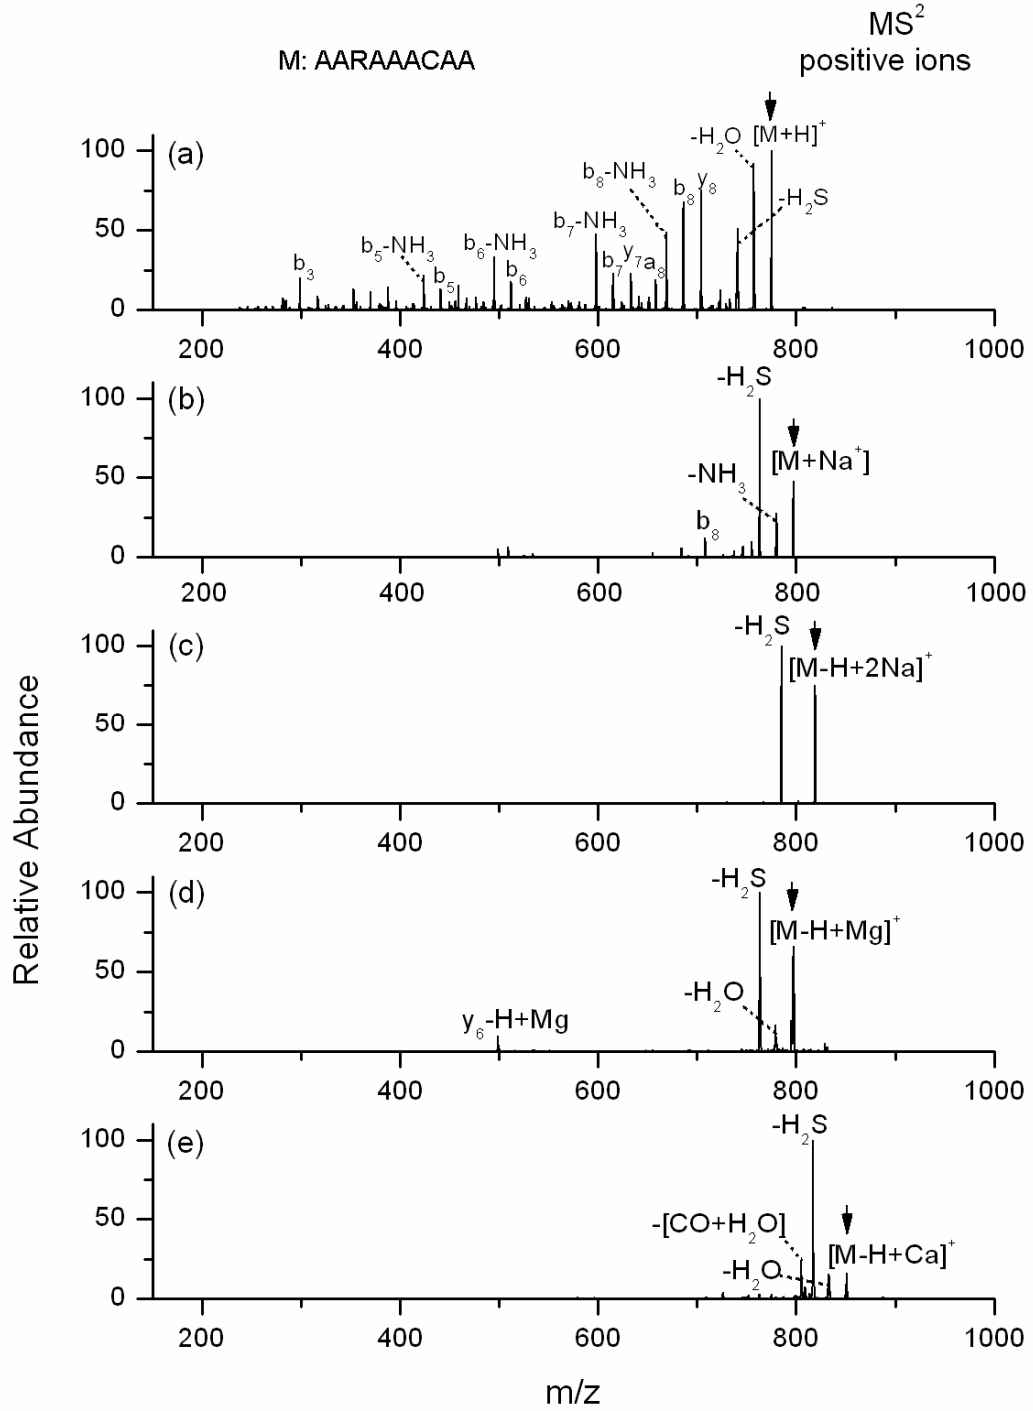 MS²
M: AARAAACAA
positive ions
(a)
-H₂O [M+H]⁺
-H₂S
b₈-NH₃
b₈ y₈
b₇-NH₃
b₆-NH₃
b₅-NH₃
b₃
b₅
b₆
b₇ y₇ a₈
100
50
0
200 400 600 800 1000
(b)
-H₂S
[M+Na⁺]
-NH₃
b₈
100
50
0
200 400 600 800 1000
(c)
-H₂S
[M-H+2Na]⁺
100
50
0
200 400 600 800 1000
(d)
-H₂S
[M-H+Mg]⁺
-H₂O
y₆-H+Mg
100
50
0
200 400 600 800 1000
(e)
-H₂S
-[CO+H₂O]
[M-H+Ca]⁺
-H₂O
100
50
0
200 400 600 800 1000
Relative Abundance
m/z